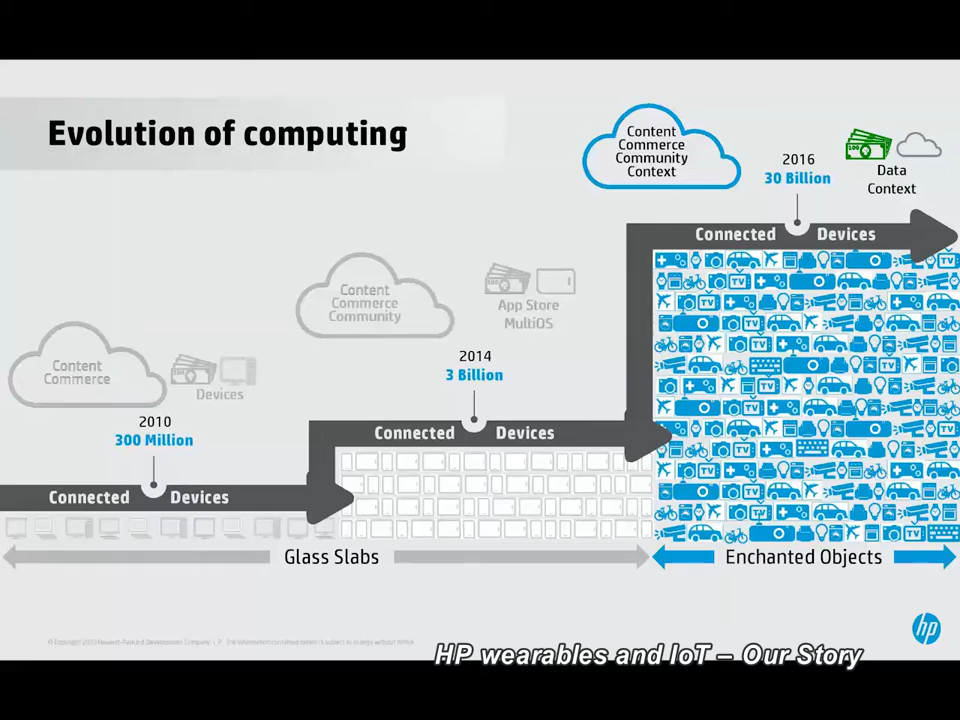 Evolution of computing
Content
Commerce
Community
Context
2016
30 Billion
Data
Context
Connected Devices
Content
Commerce
Community
App Store
MultiOS
2014
3 Billion
Connected Devices
Content
Commerce
Devices
2010
300 Million
Connected Devices
Glass Slabs
Enchanted Objects
hp
HP wearables and IoT – Our Story